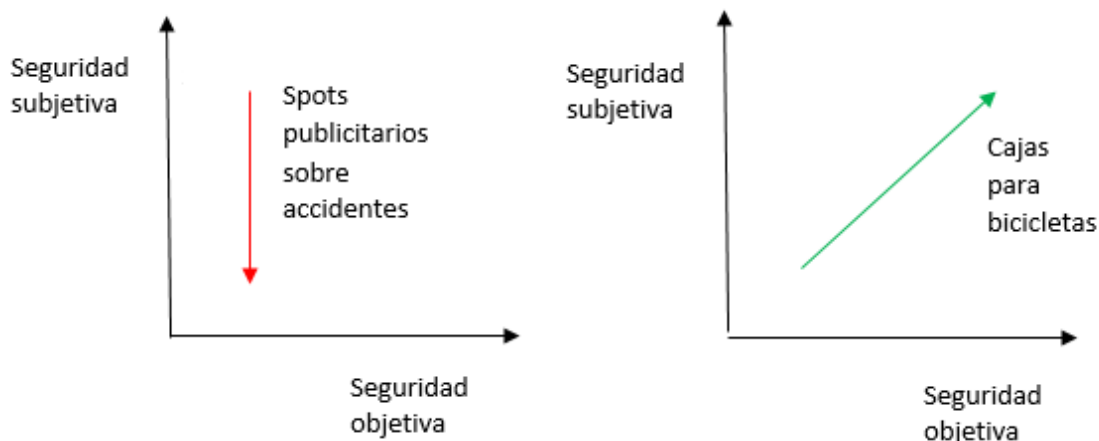 Seguridad
subjetiva
Spots
publicitarios
sobre
accidentes
Seguridad
objetiva
Seguridad
subjetiva
Cajas
para
bicicletas
Seguridad
objetiva